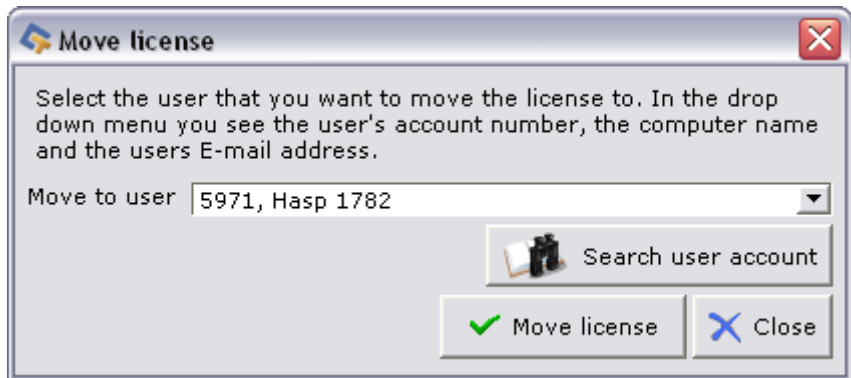 Move license
Select the user that you want to move the license to. In the drop
down menu you see the user's account number, the computer name
and the users E-mail address.
Move to user 5971, Hasp 1782
Search user account
Move license Close